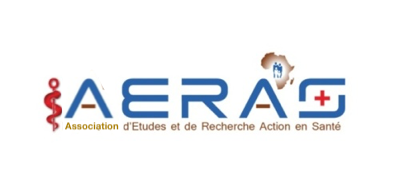 AERAS
Association d'Etudes et de Recherche Action en Santé